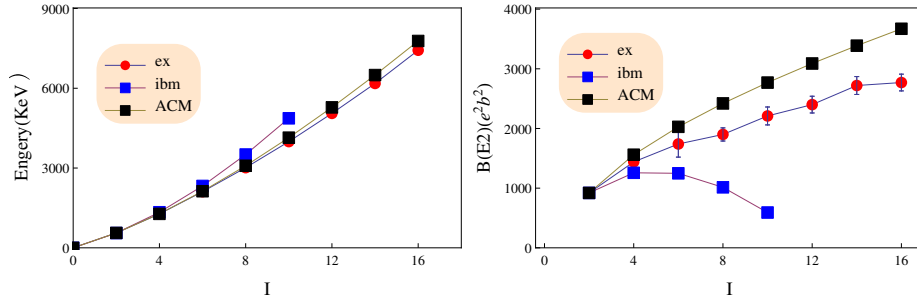 9000
6000
3000
0
Engery(KeV)
ex
ibm
ACM
0 4 8 12 16
I
4000
3000
2000
1000
0
B(E2)(e²b²)
ex
ibm
ACM
0 4 8 12 16
I